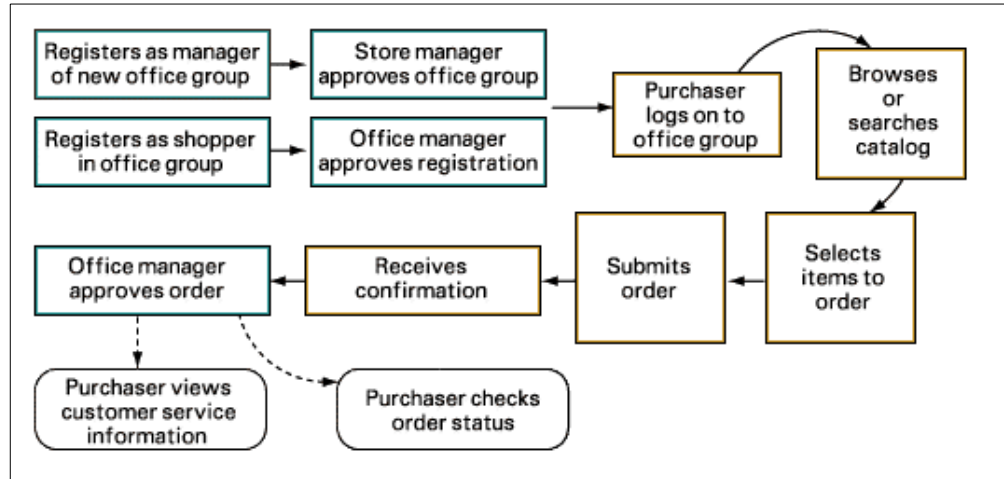 Registers as manager
of new office group
Store manager
approves office group
Registers as shopper
in office group
Office manager
approves registration
Purchaser
logs on to
office group
Browses
or
searches
catalog
Selects
items to
order
Submits
order
Receives
confirmation
Office manager
approves order
Purchaser views
customer service
information
Purchaser checks
order status